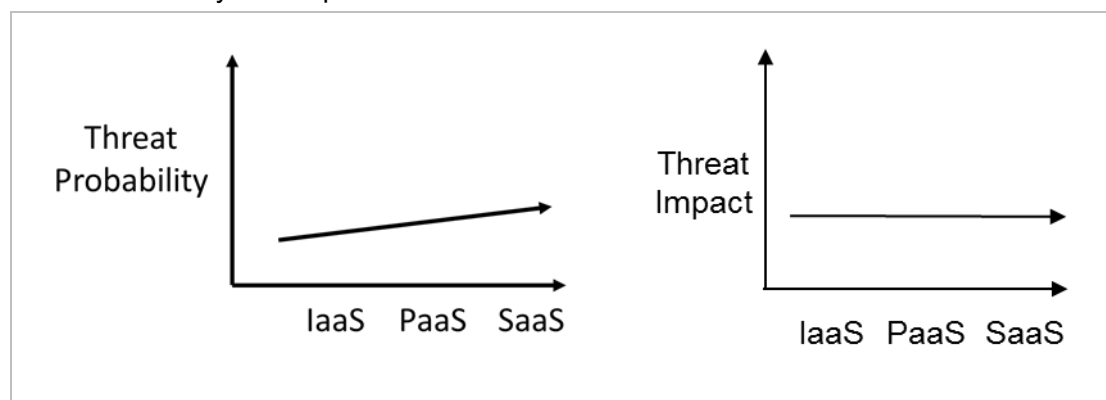 Threat
Probability
IaaS PaaS SaaS
Threat
Impact
IaaS PaaS SaaS